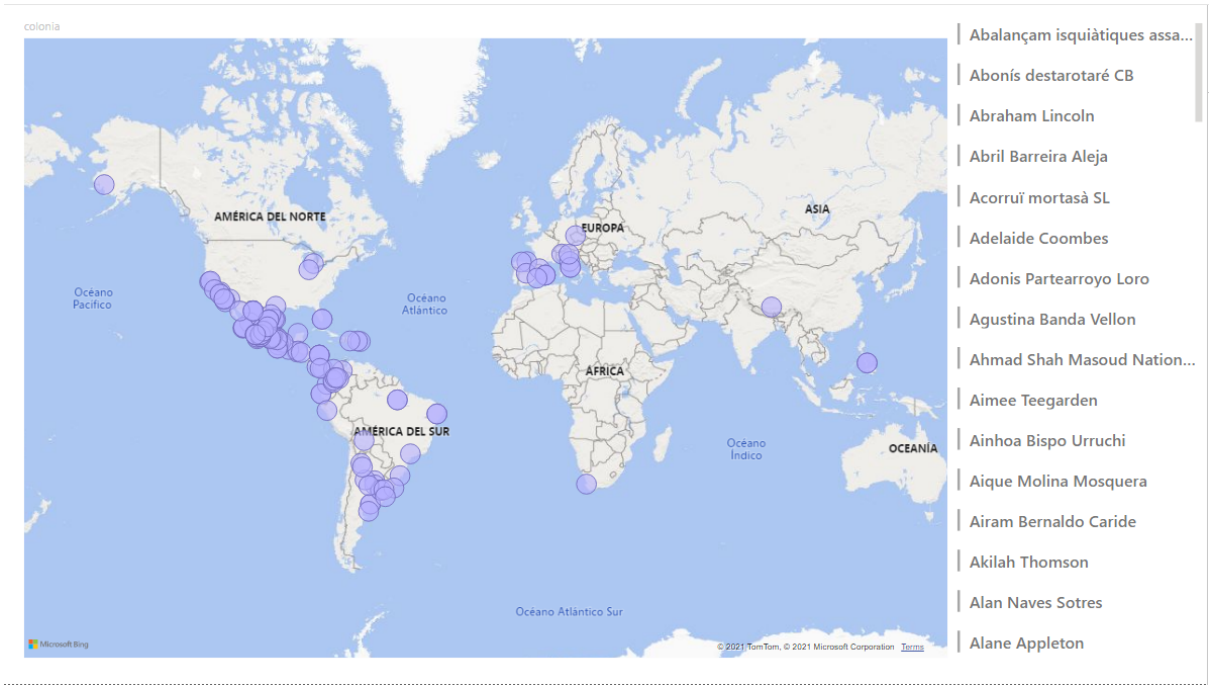 colonia
AMÉRICA DEL NORTE
EUROPA
ASIA
Océano
Pacífico
Océano
Atlántico
ÁFRICA
AMÉRICA DEL SUR
Océano
Índico
OCEANÍA
Océano Atlántico Sur
Microsoft Bing
© 2021 TomTom, © 2021 Microsoft Corporation Terms
Abalançam isquiàtiques assa...
Abonís destarotaré CB
Abraham Lincoln
Abril Barreira Aleja
Acorruï mortasà SL
Adelaide Coombes
Adonis Partearroyo Loro
Agustina Banda Vellon
Ahmad Shah Masoud Nation...
Aimee Teegarden
Ainhoa Bispo Urruchi
Aique Molina Mosquera
Airam Bernaldo Caride
Akilah Thomson
Alan Naves Sotres
Alane Appleton